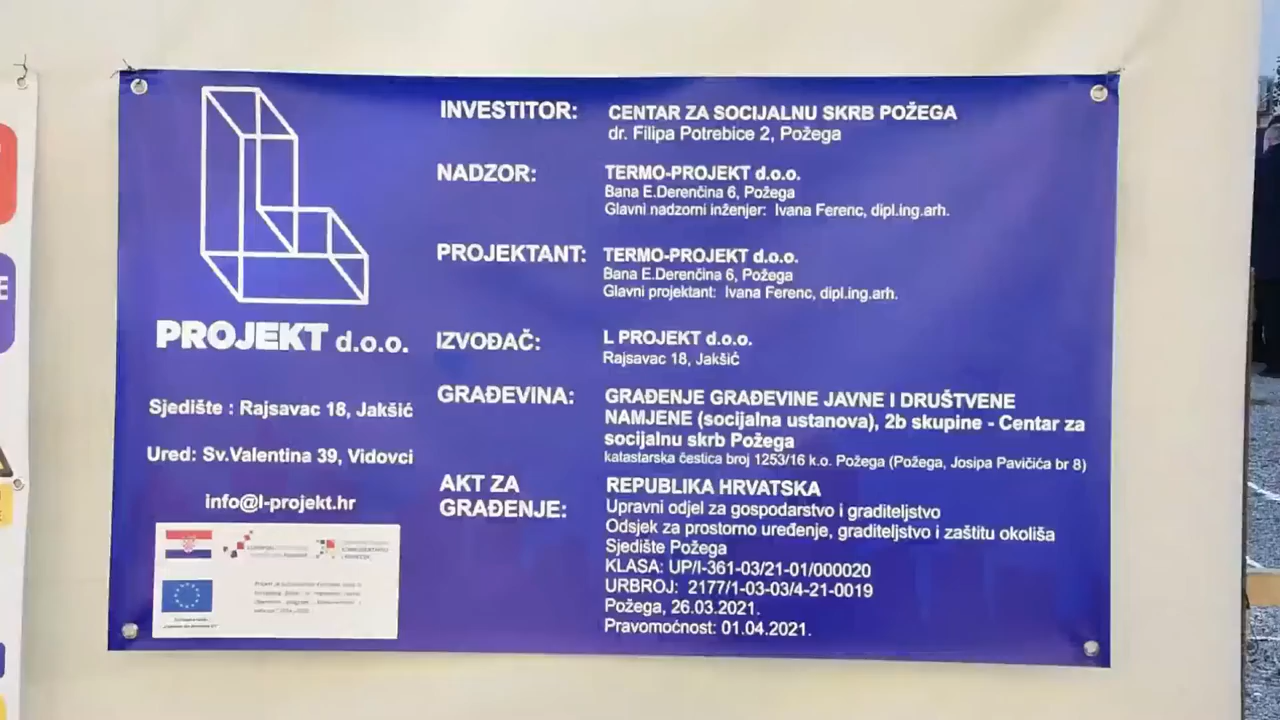 PROJEKT d.o.o.
Sjedište : Rajsavac 18, Jakšić
Ured: Sv.Valentina 39, Vidovci
info@l-projekt.hr
INVESTITOR: CENTAR ZA SOCIJALNU SKRB POŽEGA
dr. Filipa Potrebice 2, Požega
NADZOR: TERMO-PROJEKT d.o.o.
Bana E.Derenčina 6, Požega
Glavni nadzorni inženjer: Ivana Ferenc, dipl.ing.arh.
PROJEKTANT: TERMO-PROJEKT d.o.o.
Bana E.Derenčina 6, Požega
Glavni projektant: Ivana Ferenc, dipl.ing.arh.
IZVOĐAČ: L PROJEKT d.o.o.
Rajsavac 18, Jakšić
GRAĐEVINA: GRAĐENJE GRAĐEVINE JAVNE I DRUŠTVENE
NAMJENE (socijalna ustanova), 2b skupine - Centar za
socijalnu skrb Požega
katastarska čestica broj 1253/16 k.o. Požega (Požega, Josipa Pavičića br 8)
AKT ZA
GRAĐENJE:
REPUBLIKA HRVATSKA
Upravni odjel za gospodarstvo i graditeljstvo
Odsjek za prostorno uređenje, graditeljstvo i zaštitu okoliša
Sjedište Požega
KLASA: UP/I-361-03/21-01/000020
URBROJ: 2177/1-03-03/4-21-0019
Požega, 26.03.2021.
Pravomoćnost: 01.04.2021.